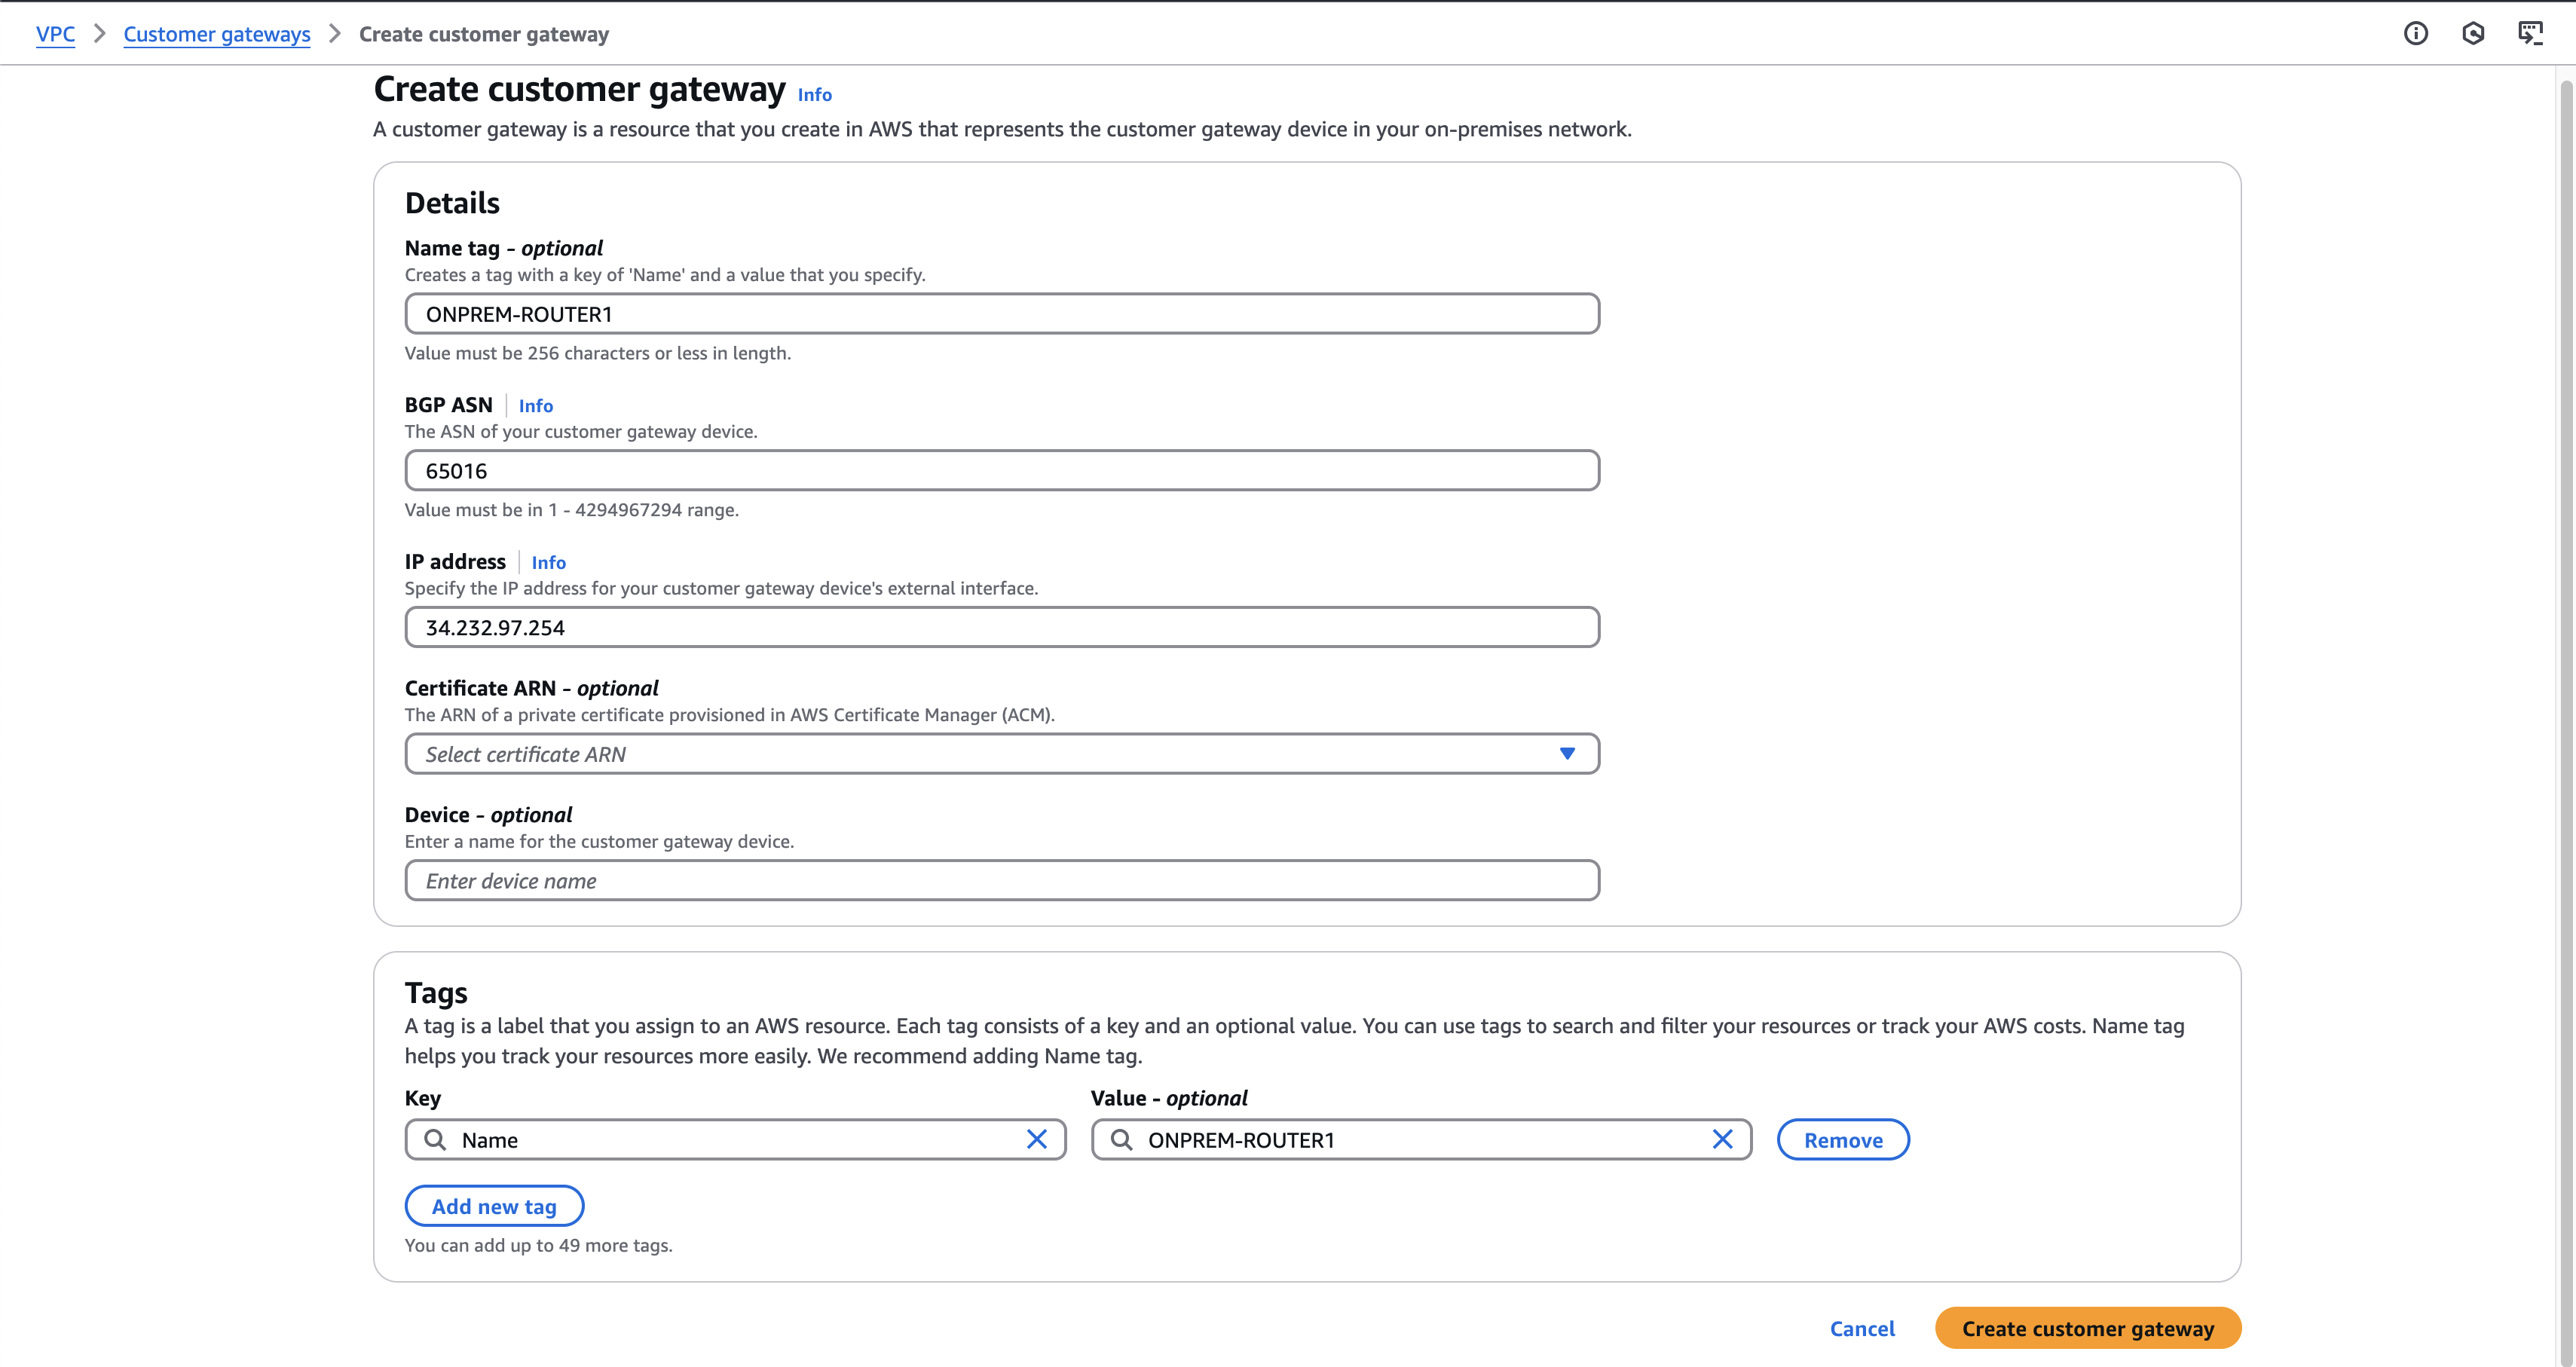 VPC > Customer gateways > Create customer gateway
Create customer gateway Info
A customer gateway is a resource that you create in AWS that represents the customer gateway device in your on-premises network.
Details
Name tag - optional
Creates a tag with a key of 'Name' and a value that you specify.
ONPREM-ROUTER1
Value must be 256 characters or less in length.
BGP ASN Info
The ASN of your customer gateway device.
65016
Value must be in 1 - 4294967294 range.
IP address Info
Specify the IP address for your customer gateway device's external interface.
34.232.97.254
Certificate ARN - optional
The ARN of a private certificate provisioned in AWS Certificate Manager (ACM).
Select certificate ARN
Device - optional
Enter a name for the customer gateway device.
Enter device name
Tags
A tag is a label that you assign to an AWS resource. Each tag consists of a key and an optional value. You can use tags to search and filter your resources or track your AWS costs. Name tag
helps you track your resources more easily. We recommend adding Name tag.
Key Value - optional
Name ONPREM-ROUTER1 Remove
Add new tag
You can add up to 49 more tags.
Cancel Create customer gateway